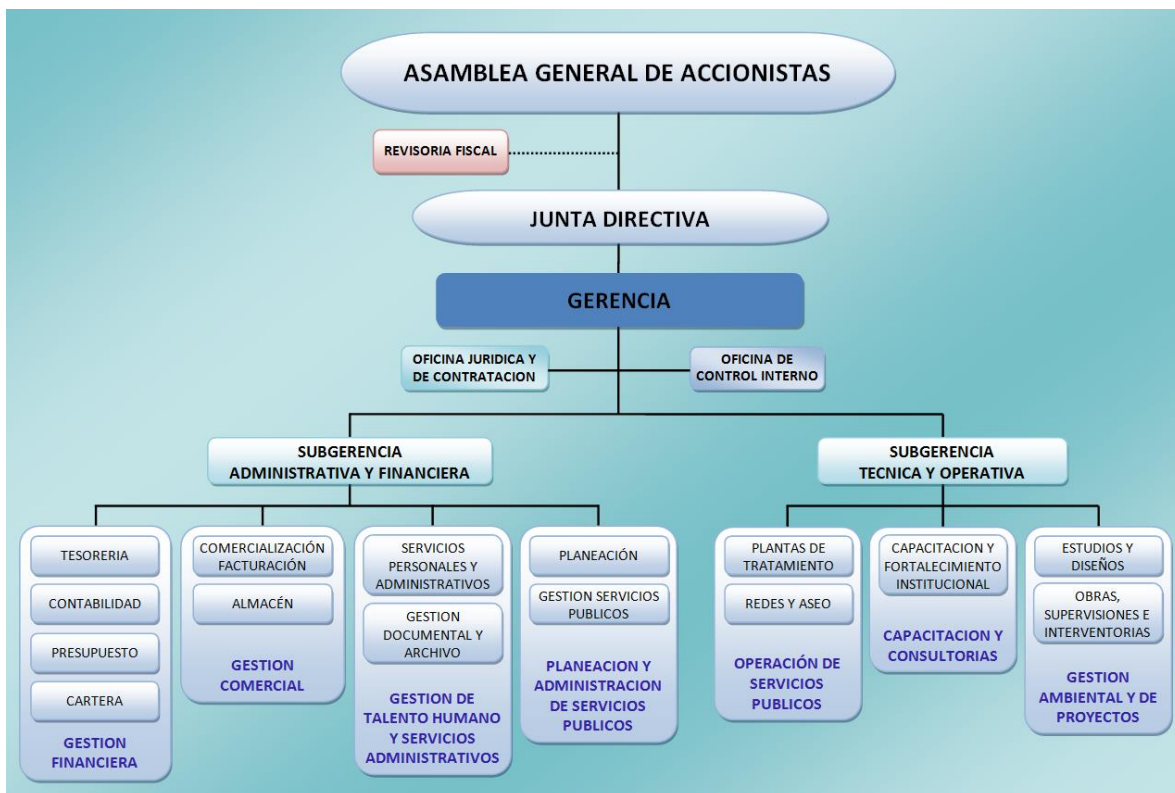 ASAMBLEA GENERAL DE ACCIONISTAS
REVISORIA FISCAL
JUNTA DIRECTIVA
GERENCIA
OFICINA JURIDICA Y
DE CONTRATACION
OFICINA DE
CONTROL INTERNO
SUBGERENCIA
ADMINISTRATIVA Y FINANCIERA
SUBGERENCIA
TECNICA Y OPERATIVA
TESORERIA
CONTABILIDAD
PRESUPUESTO
CARTERA
GESTION
FINANCIERA
COMERCIALIZACIÓN
FACTURACIÓN
ALMACÉN
GESTION
COMERCIAL
SERVICIOS
PERSONALES Y
ADMINISTRATIVOS
GESTION
DOCUMENTAL Y
ARCHIVO
GESTION DE
TALENTO HUMANO
Y SERVICIOS
ADMINISTRATIVOS
PLANEACIÓN
GESTION SERVICIOS
PUBLICOS
PLANEACION Y
ADMINISTRACION
DE SERVICIOS
PUBLICOS
PLANTAS DE
TRATAMIENTO
REDES Y ASEO
OPERACIÓN DE
SERVICIOS
PUBLICOS
CAPACITACION Y
FORTALECIMIENTO
INSTITUCIONAL
CAPACITACION Y
CONSULTORIAS
ESTUDIOS Y
DISEÑOS
OBRAS,
SUPERVISIONES E
INTERVENTORIAS
GESTION
AMBIENTAL Y DE
PROYECTOS